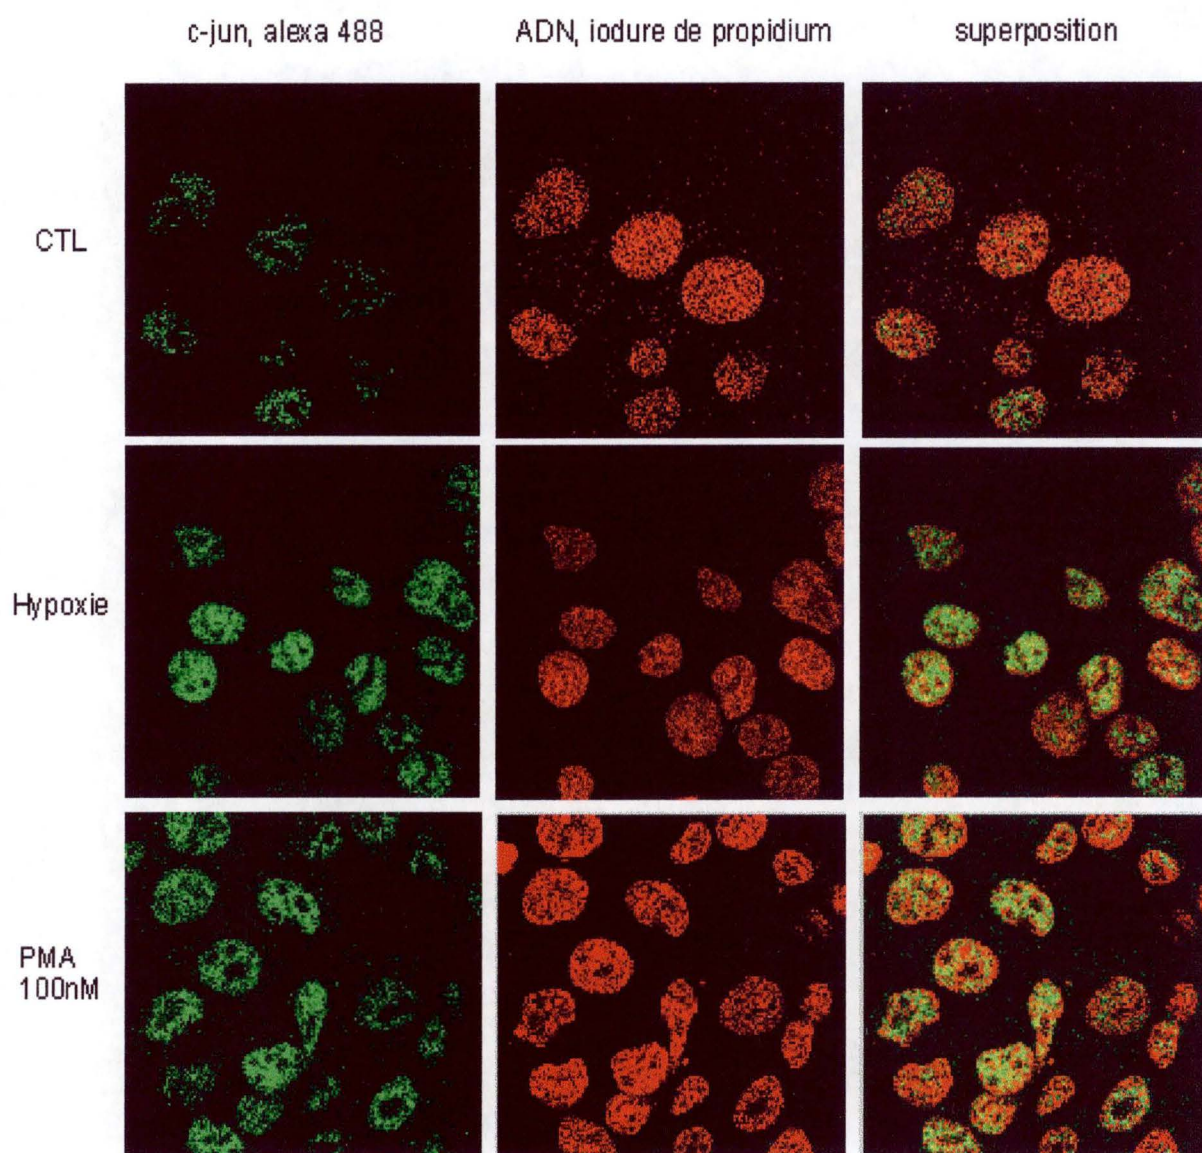 c-jun, alexa 488
ADN, iodure de propidium
superposition
CTL
Hypoxie
PMA
100nM